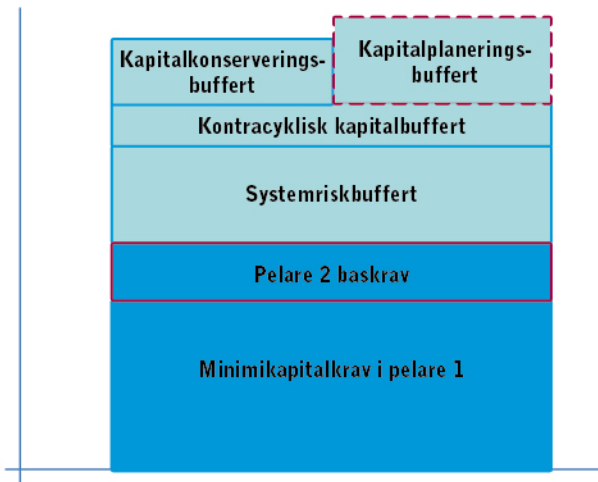 Kapitalkonserverings-
buffert
Kapitalplanerings-
buffert
Kontracyklisk kapitalbuffert
Systemriskbuffert
Pelare 2 baskrav
Minimikapitalkrav i pelare 1